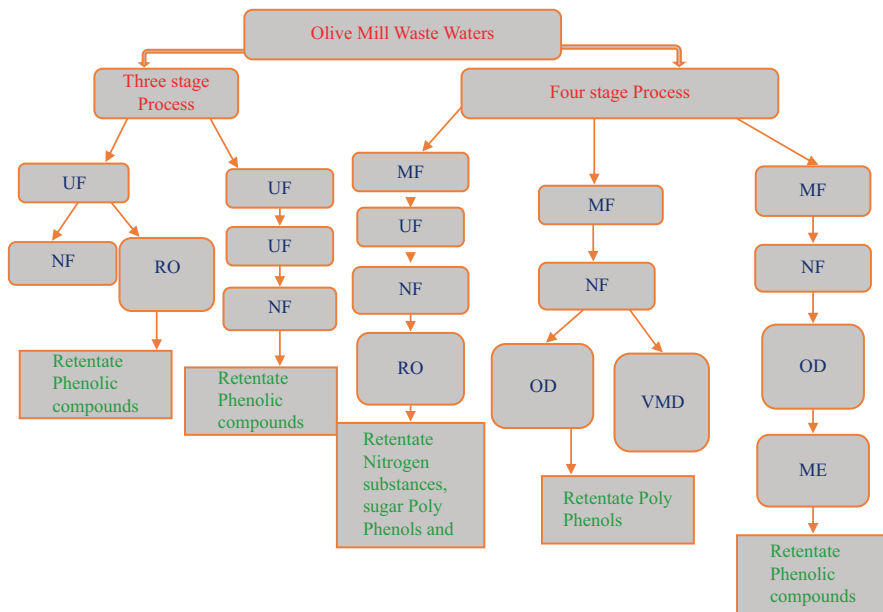 Olive Mill Waste Waters
Three stage
Process
Four stage Process
UF
NF
RO
Retentate
Phenolic
compounds
UF
UF
NF
Retentate
Phenolic
compounds
MF
UF
NF
RO
Retentate
Nitrogen
substances,
sugar Poly
Phenols and
MF
NF
OD
VMD
Retentate Poly
Phenols
MF
NF
OD
ME
Retentate
Phenolic
compounds